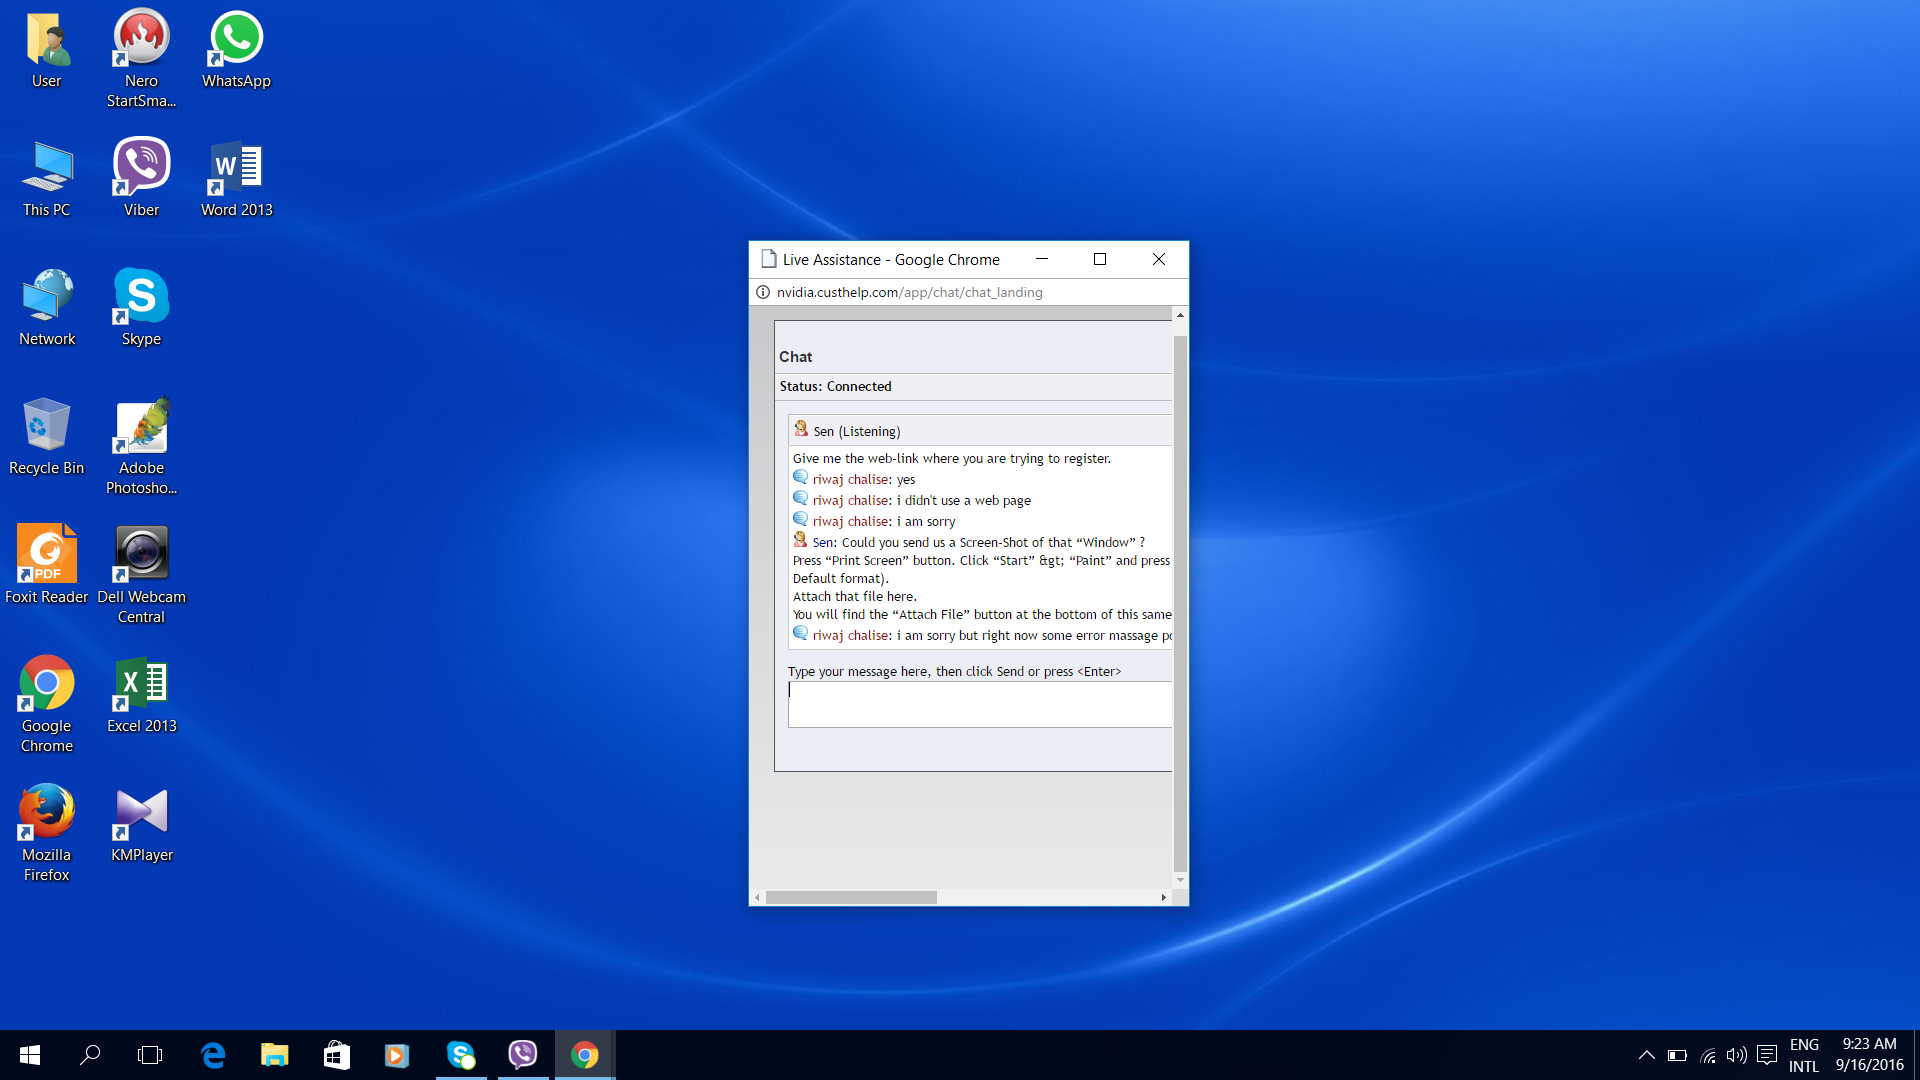 User
Nero
StartSma...
WhatsApp
This PC
Viber
W
Word 2013
Network
S
Skype
Recycle Bin
Adobe
Photosho...
PDF
Foxit Reader
Dell Webcam
Central
Google
Chrome
X
Excel 2013
Mozilla
Firefox
KMPlayer
Live Assistance - Google Chrome
nvidia.custhelp.com/app/chat/chat_landing
Chat
Status: Connected
Sen (Listening)
Give me the web-link where you are trying to register.
riwaj chalise: yes
riwaj chalise: i didn't use a web page
riwaj chalise: i am sorry
Sen: Could you send us a Screen-Shot of that “Window” ?
Press “Print Screen” button. Click “Start” &gt; “Paint” and press
Default format).
Attach that file here.
You will find the “Attach File” button at the bottom of this same
riwaj chalise: i am sorry but right now some error massage
Type your message here, then click Send or press <Enter>
ENG
INTL
9:23 AM
9/16/2016